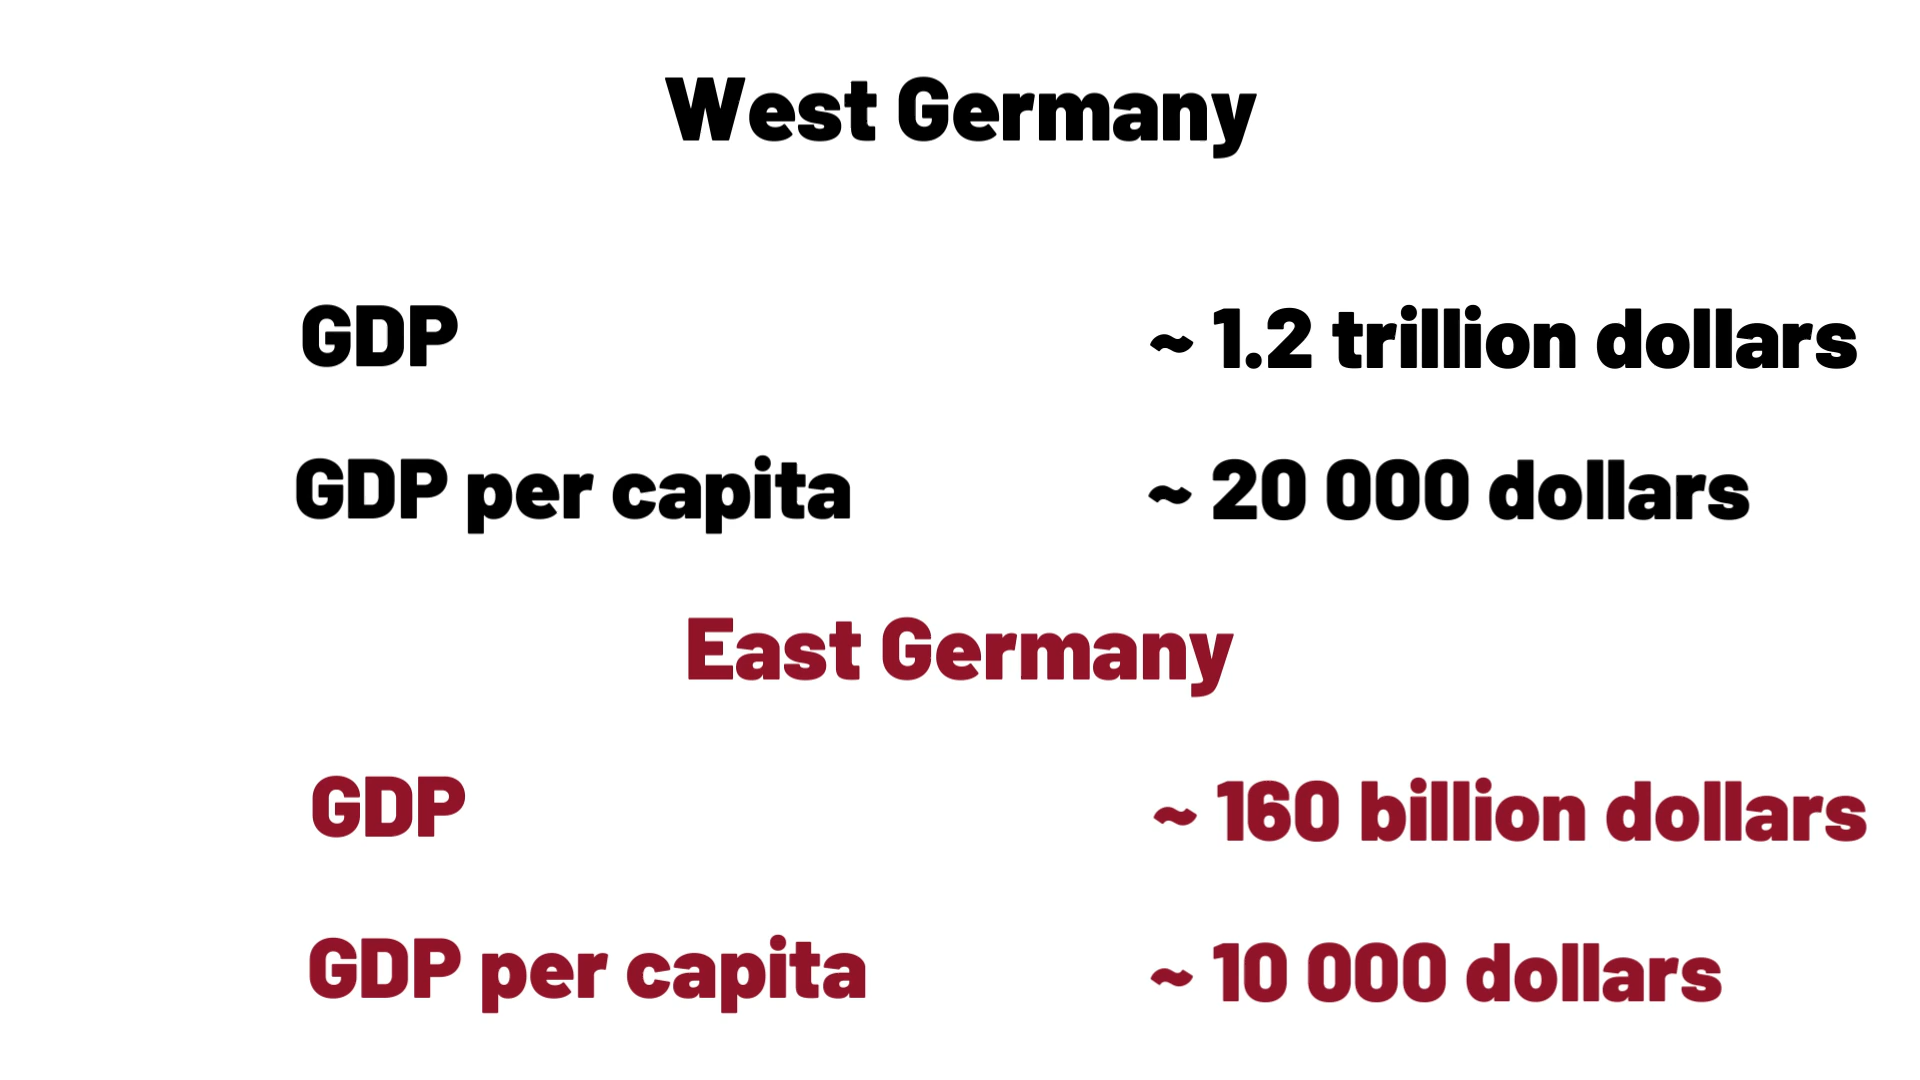 West Germany
GDP ~ 1.2 trillion dollars
GDP per capita ~ 20 000 dollars
East Germany
GDP ~ 160 billion dollars
GDP per capita ~ 10 000 dollars